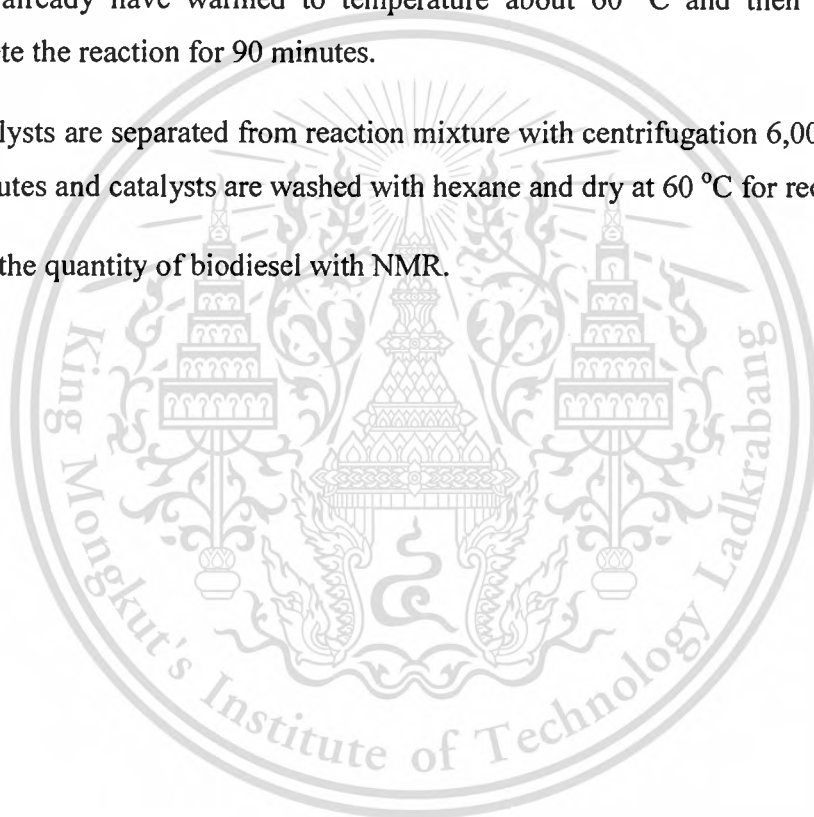 already have warmed to temperature about 60 °C and then
te the reaction for 90 minutes.
lysts are separated from reaction mixture with centrifugation 6,00
utes and catalysts are washed with hexane and dry at 60 °C for
the quantity of biodiesel with NMR.
King Mongkut's Institute of Technology Ladkrabang